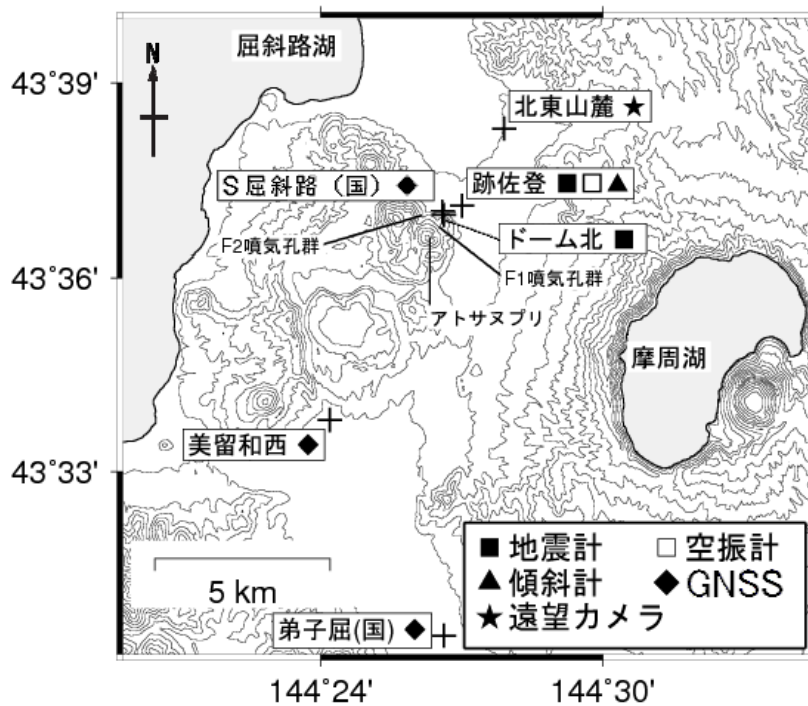 屈斜路湖
N
43°39'
北東山麓 ★
S屈斜路（国） ◆
跡佐登 ■□▲
F2噴気孔群
ドーム北 ■
43°36'
F1噴気孔群
アトサヌプリ
摩周湖
美留和西 ◆
43°33'
■地震計 □空振計
▲傾斜計 ◆GNSS
★遠望カメラ
5 km
弟子屈(国) ◆
144°24'
144°30'